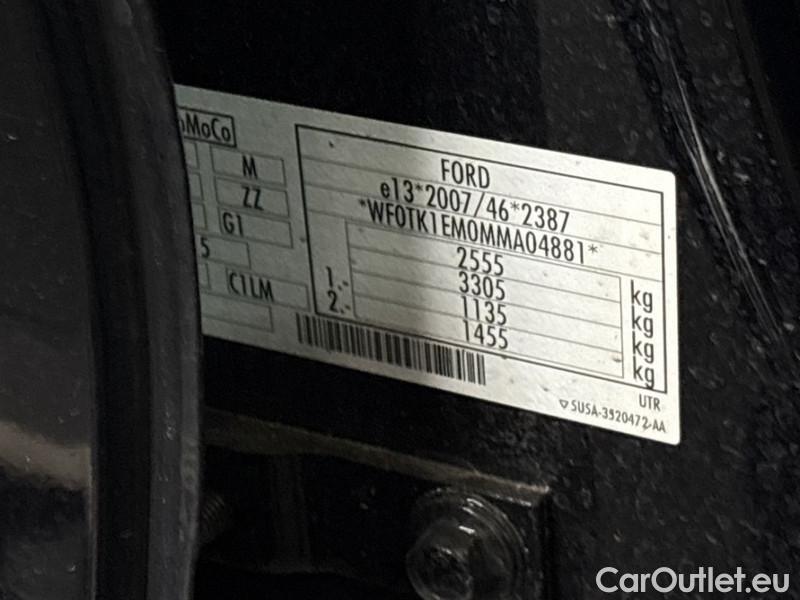 MoCo
M
ZZ
G1
5
C1LM
FORD
e13*2007/46*2387
*WF0TK1EM0MMA04881*
2555 kg
1.- 3305 kg
2.- 1135 kg
1455 kg
UTR
SUSA-3520472-AA
CarOutlet.eu